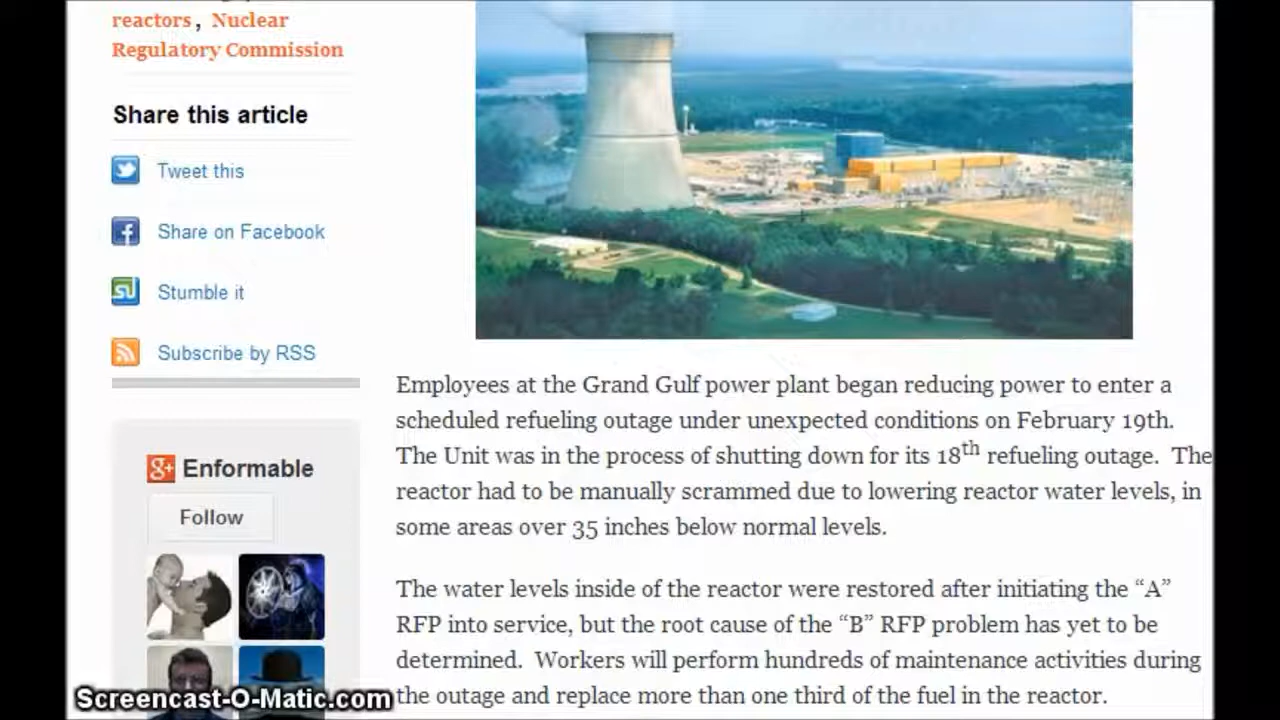 reactors , Nuclear
Regulatory Commission
Share this article
Tweet this
Share on Facebook
Stumble it
Subscribe by RSS
g+ Enformable
Follow
Employees at the Grand Gulf power plant began reducing power to enter a
scheduled refueling outage under unexpected conditions on February 19th.
The Unit was in the process of shutting down for its 18th refueling outage. The
reactor had to be manually scrammed due to lowering reactor water levels, in
some areas over 35 inches below normal levels.
The water levels inside of the reactor were restored after initiating the “A”
RFP into service, but the root cause of the “B” RFP problem has yet to be
determined. Workers will perform hundreds of maintenance activities during
the outage and replace more than one third of the fuel in the reactor.
Screencast-O-Matic.com